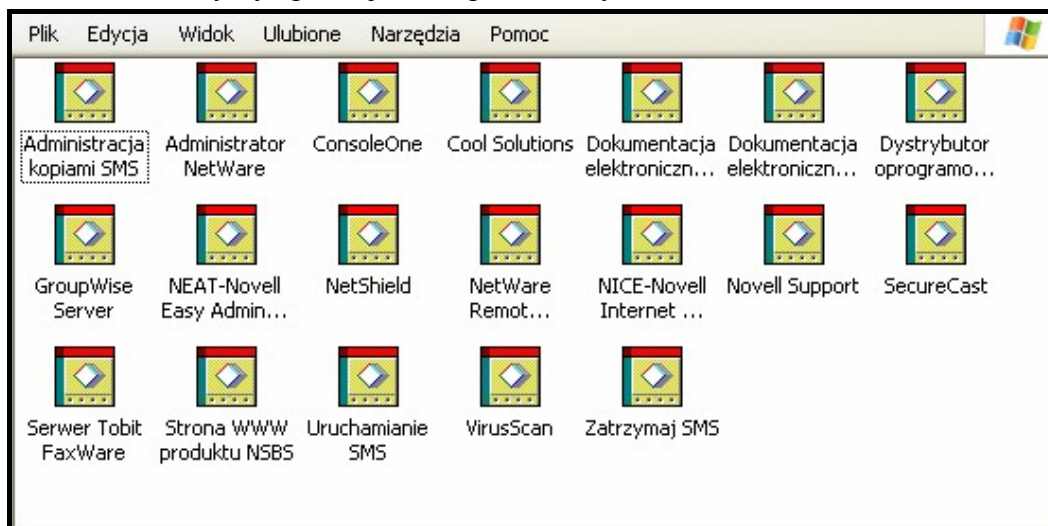 Plik Edycja Widok Ulubione Narzędzia Pomoc
Administracja kopiami SMS
Administrator NetWare
ConsoleOne
Cool Solutions
Dokumentacja elektroniczn...
Dokumentacja elektroniczn...
Dystrybutor oprogramo...
GroupWise Server
NEAT-Novell Easy Admin...
NetShield
NetWare Remot...
NICE-Novell Internet ...
Novell Support
SecureCast
Serwer Tobit FaxWare
Strona WWW produktu NSBS
Uruchamianie SMS
VirusScan
Zatrzymaj SMS